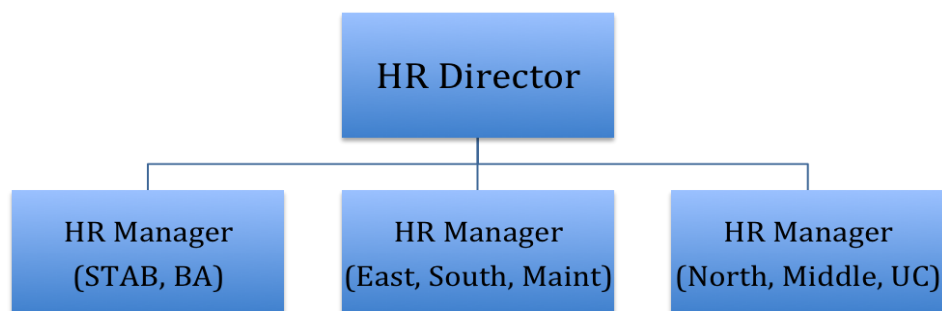 HR Director
HR Manager
(STAB, BA)
HR Manager
(East, South, Maint)
HR Manager
(North, Middle, UC)